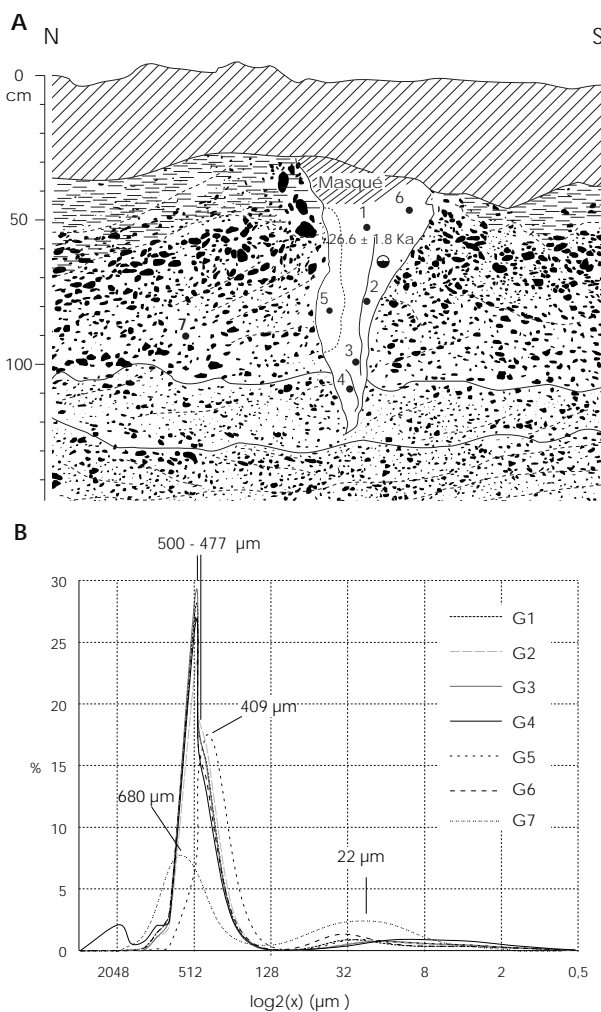 A
N
S
0
cm
50
100
Masqué
6
1
26.6 ± 1.8 Ka
2
5
7
3
4
B
500 - 477 µm
30
25
20
15
10
5
0
%
409 µm
680 µm
22 µm
G1
G2
G3
G4
G5
G6
G7
2048
512
128
32
8
2
0,5
log2(x) (µm )